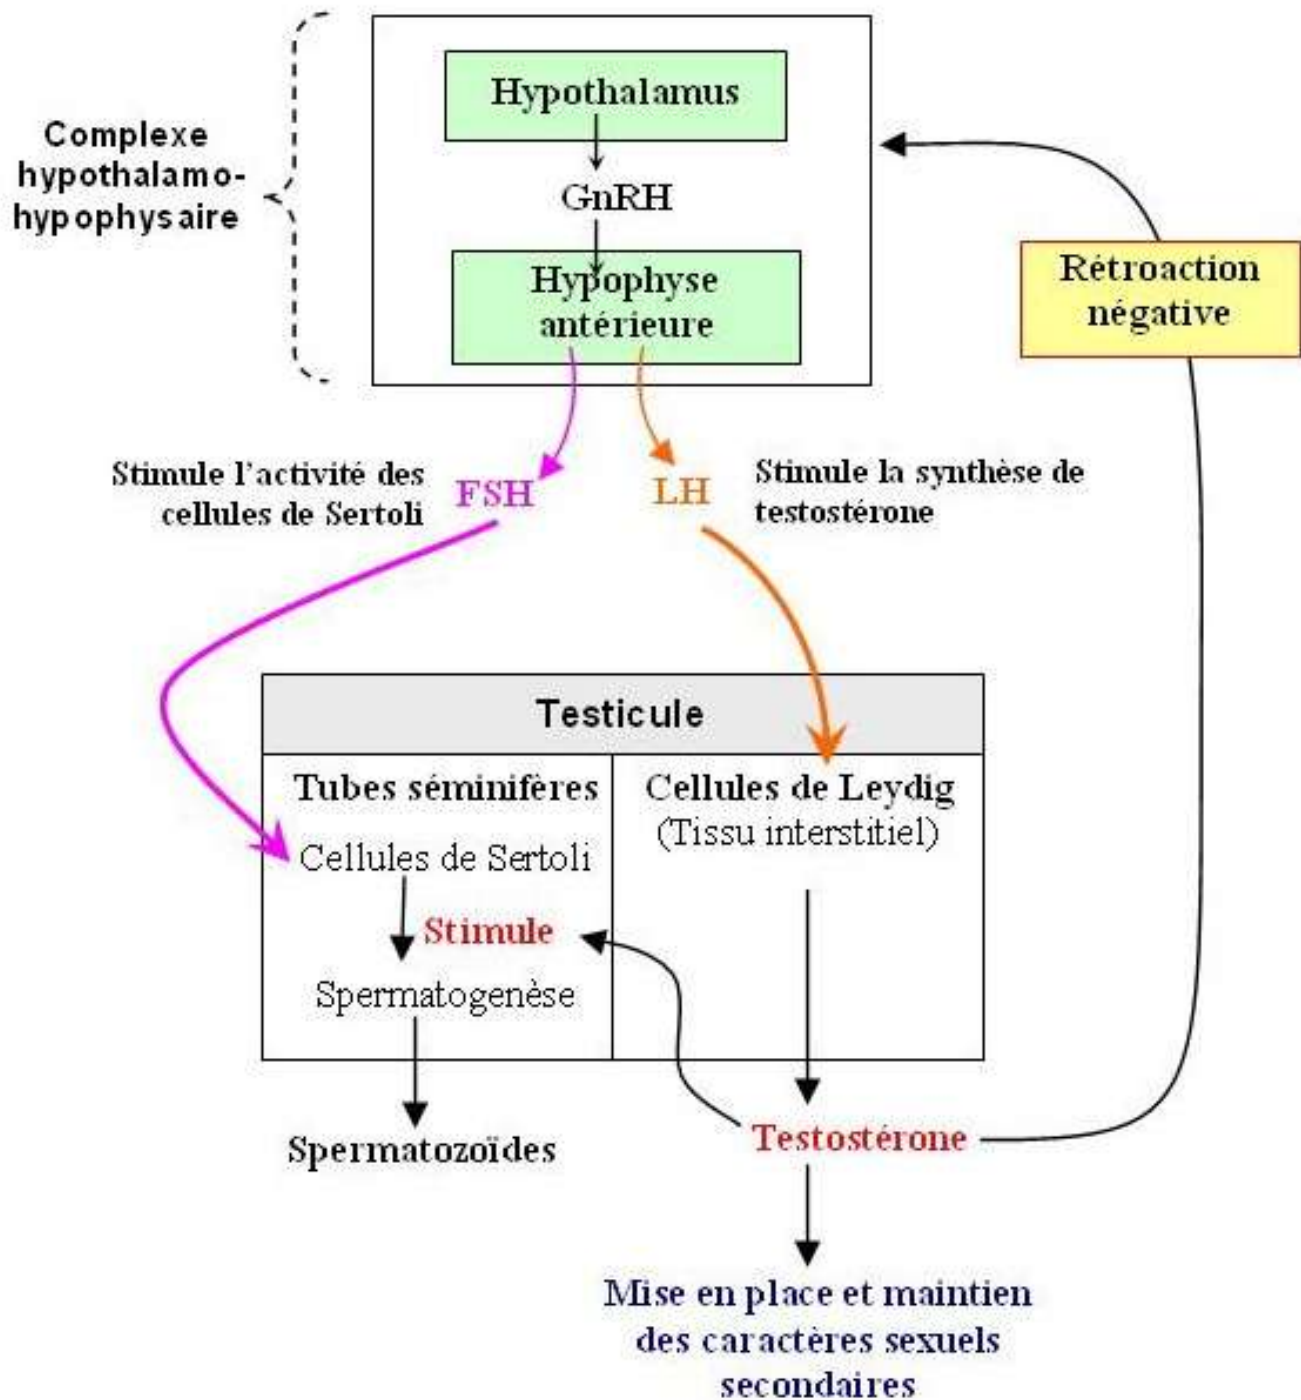 Hypothalamus
Complexe
hypothalamo-
hypophysaire
GnRH
Hypophyse
antérieure
Rétroaction
négative
Stimule l'activité des
cellules de Sertoli
FSH
LH
Stimule la synthèse de
testostérone
Testicule
Tubes séminifères
Cellules de Sertoli
Stimule
Spermatogenèse
Spermatozoïdes
Cellules de Leydig
(Tissu interstitiel)
Testostérone
Mise en place et maintien
des caractères sexuels
secondaires